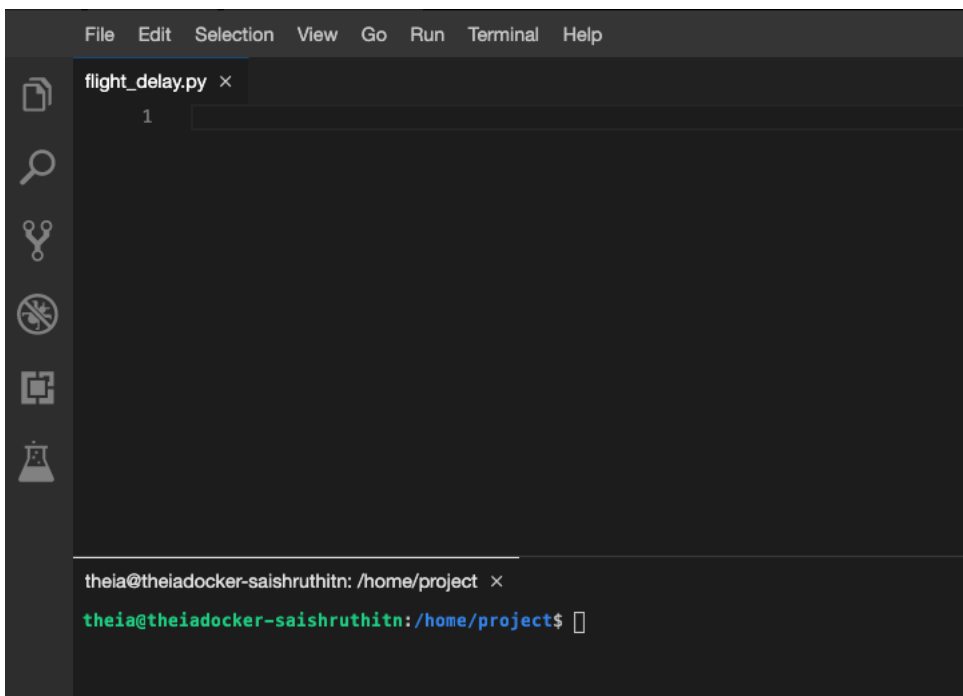 File Edit Selection View Go Run Terminal Help
flight_delay.py ×
1
theia@theiadocker-saishruthitn: /home/project ×
theia@theiadocker-saishruthitn:/home/project$